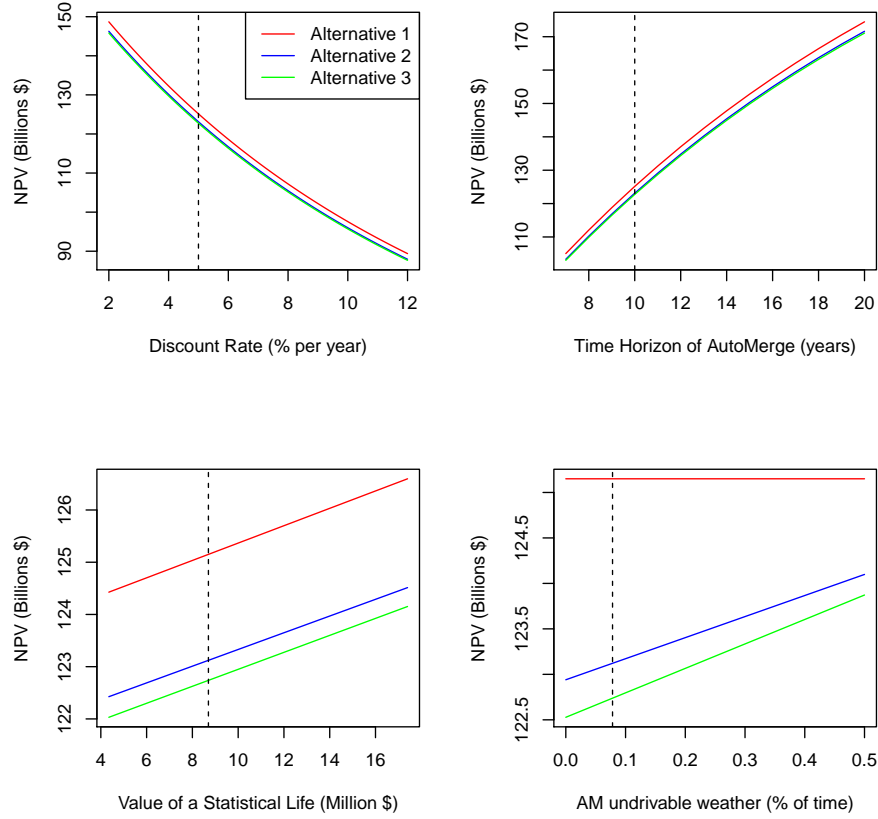 NPV (Billions $)
150
130
110
90
Alternative 1
Alternative 2
Alternative 3
2 4 6 8 10 12
Discount Rate (% per year)
NPV (Billions $)
170
150
130
110
8 10 12 14 16 18 20
Time Horizon of AutoMerge (years)
NPV (Billions $)
126
125
124
123
122
4 6 8 10 12 14 16
Value of a Statistical Life (Million $)
NPV (Billions $)
124.5
123.5
122.5
0.0 0.1 0.2 0.3 0.4 0.5
AM undrivable weather (% of time)